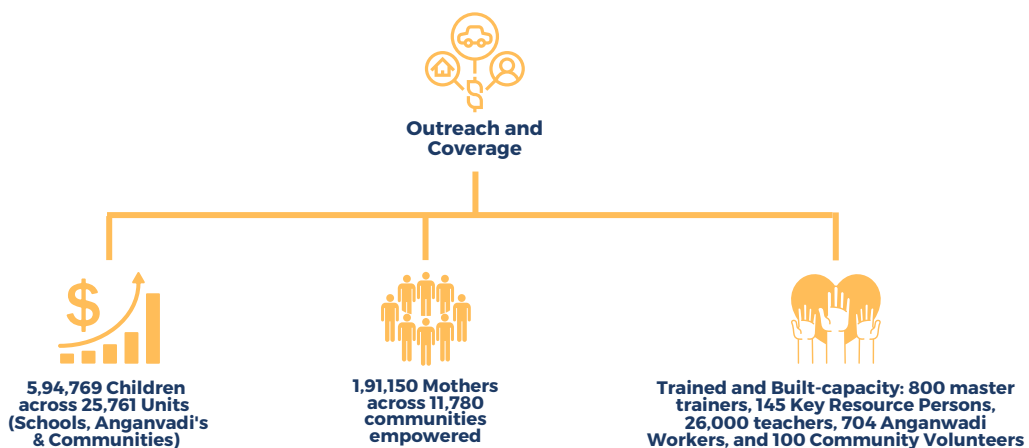 Outreach and
Coverage
5,94,769 Children
across 25,761 Units
(Schools, Anganvadi's
& Communities)
1,91,150 Mothers
across 11,780
communities
empowered
Trained and Built-capacity: 800 master
trainers, 145 Key Resource Persons,
26,000 teachers, 704 Anganwadi
Workers, and 100 Community Volunteers